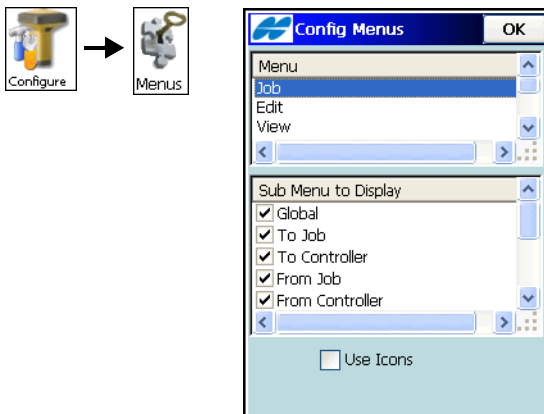 Configure
Menus
Config Menus
OK
Menu
Job
Edit
View
Sub Menu to Display
Global
To Job
To Controller
From Job
From Controller
Use Icons